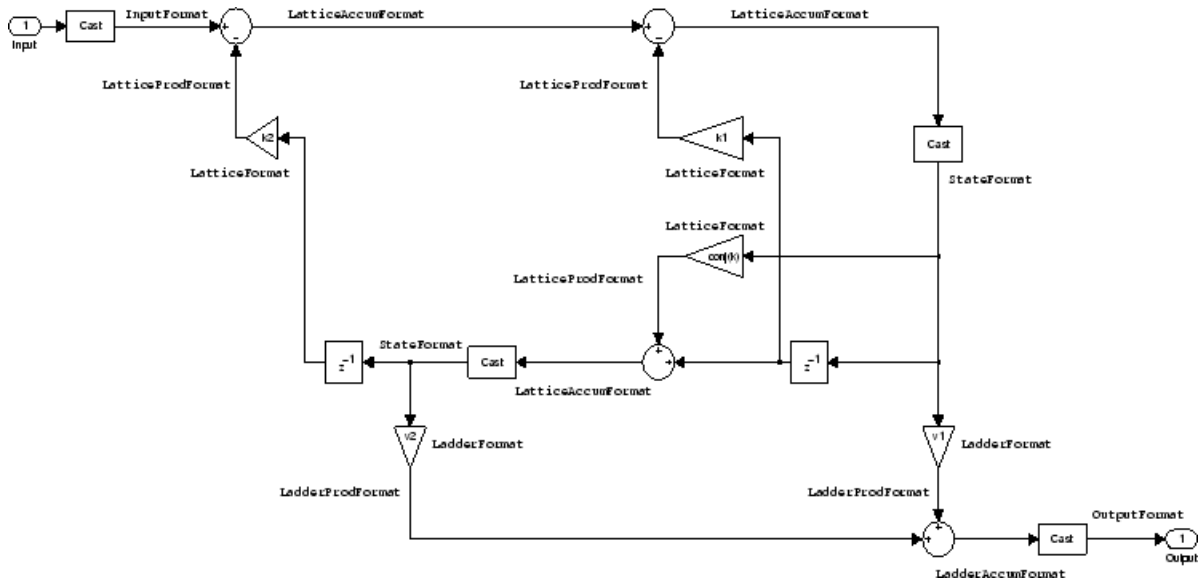 1
Input
Cast
InputFormat
+
-
LatticeAccumFormat
+
-
LatticeAccumFormat
LatticeProdFormat
LatticeProdFormat
k2
k1
Cast
LatticeFormat
LatticeFormat
StateFormat
LatticeFormat
conj(k)
LatticeProdFormat
StateFormat
z-1
Cast
+
+
z-1
LatticeAccumFormat
v2
LadderFormat
v1
LadderFormat
LadderProdFormat
LadderProdFormat
OutputFormat
+
+
Cast
1
Output
LadderAccumFormat